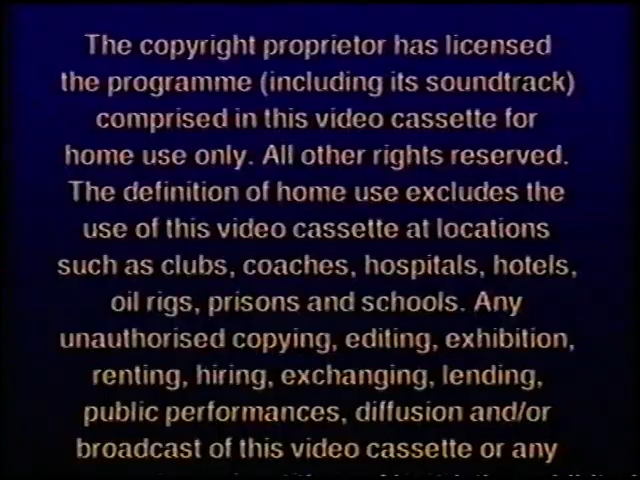 The copyright proprietor has licensed
the programme (including its soundtrack)
comprised in this video cassette for
home use only. All other rights reserved.
The definition of home use excludes the
use of this video cassette at locations
such as clubs, coaches, hospitals, hotels,
oil rigs, prisons and schools. Any
unauthorised copying, editing, exhibition,
renting, hiring, exchanging, lending,
public performances, diffusion and/or
broadcast of this video cassette or any